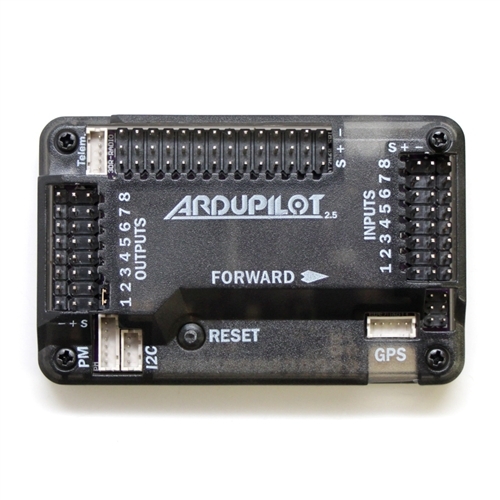 Telem
S + -
S + -
ARDUPILOT
2.5
1 2 3 4 5 6 7 8
OUTPUTS
INPUTS
1 2 3 4 5 6 7 8
FORWARD
- + S
PM
I2C
RESET
GPS